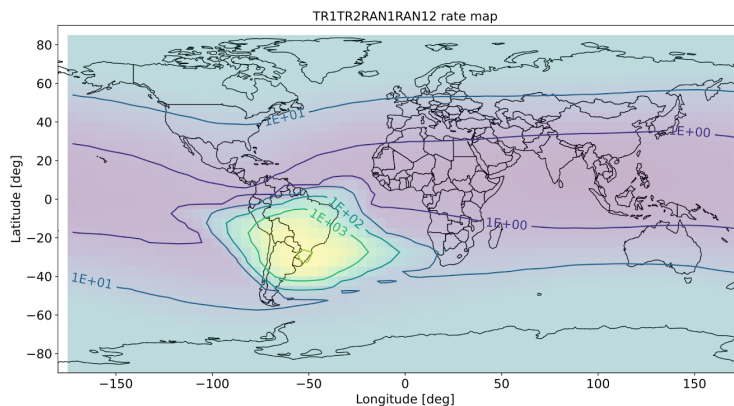 TR1TR2RAN1RAN12 rate map
80
60
1E+01
40
1E+00
20
0
1E+02
1E+03
1E+00
−20
−40
1E+01
−60
−80
−150
−100
−50
0
50
100
150
Longitude [deg]
Latitude [deg]